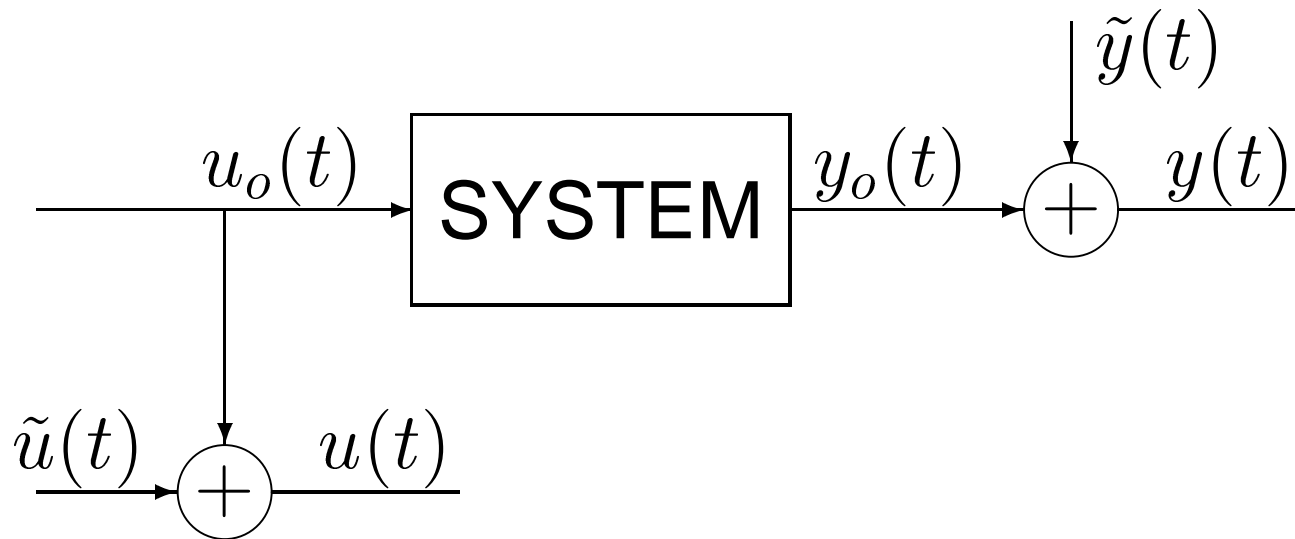 ỹ(t)
u_o(t)
SYSTEM
y_o(t)
+
y(t)
ũ(t)
+
u(t)